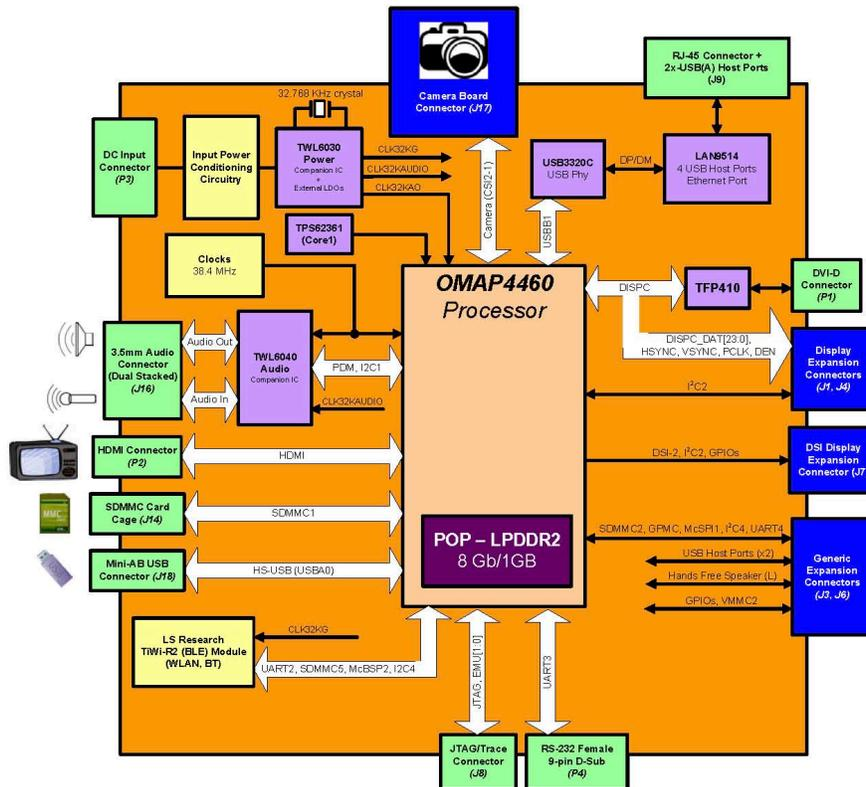 32.768 KHz crystal
Camera Board
Connector (J17)
RJ-45 Connector +
2x-USB(A) Host Ports
(J9)
DC Input
Connector
(P3)
Input Power
Conditioning
Circuitry
TWL6030
Power
Companion IC
+
External LDOs
CLK32KG
CLK32KAUDIO
CLK32KAO
USB3320C
USB Phy
DP/DM
LAN9514
4 USB Host Ports
Ethernet Port
Camera (CSI2-1)
USBB1
TPS62361
(Core1)
Clocks
38.4 MHz
OMAP4460
Processor
DISPC
TFP410
DVI-D
Connector
(P1)
3.5mm Audio
Connector
(Dual Stacked)
(J16)
Audio Out
Audio In
TWL6040
Audio
Companion IC
PDM, I2C1
CLK32KAUDIO
DISPC_DAT[23:0],
HSYNC, VSYNC, PCLK, DEN
Display
Expansion
Connectors
(J1, J4)
I²C2
HDMI Connector
(P2)
HDMI
DSI-2, I²C2, GPIOs
DSI Display
Expansion
Connector (J7
MMC
SDMMC Card
Cage (J14)
SDMMC1
POP – LPDDR2
8 Gb/1GB
SDMMC2, GPMC, McSPI1, I²C4, UART4
USB Host Ports (x2)
Hands Free Speaker (L)
GPIOs, VMMC2
Generic
Expansion
Connectors
(J3, J6)
Mini-AB USB
Connector (J18)
HS-USB (USBA0)
LS Research
TiWi-R2 (BLE) Module
(WLAN, BT)
CLK32KG
UART2, SDMMC5, McBSP2, I2C4
JTAG, EMU[1:0]
UART3
JTAG/Trace
Connector
(J8)
RS-232 Female
9-pin D-Sub
(P4)